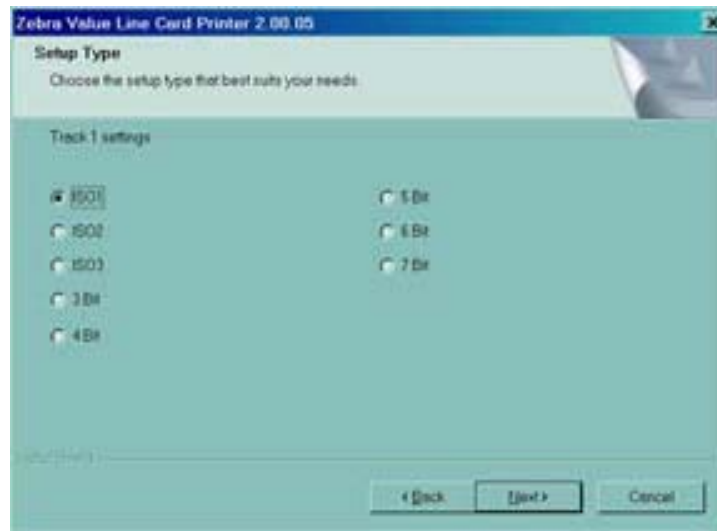 Zebra Value Line Card Printer 2.00.05
Setup Type
Choose the setup type that best suits your needs.
Track 1 settings
ISO1
ISO2
ISO3
3 Bit
4 Bit
5 Bit
6 Bit
7 Bit
< Back
Next >
Cancel